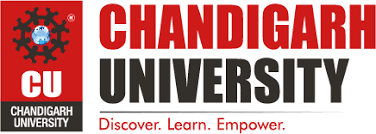 ®
CU
CHANDIGARH
UNIVERSITY
CHANDIGARH
UNIVERSITY
Discover. Learn. Empower.